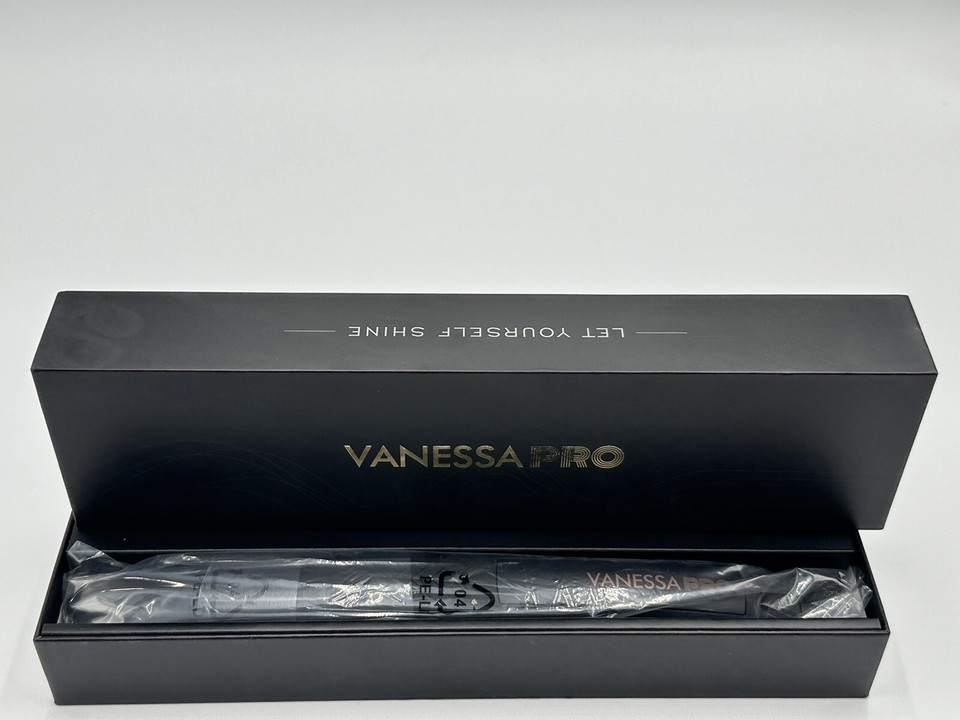 LET YOURSELF SHINE
VANESSA PRO
VANESSA PRO
04
PE-LD